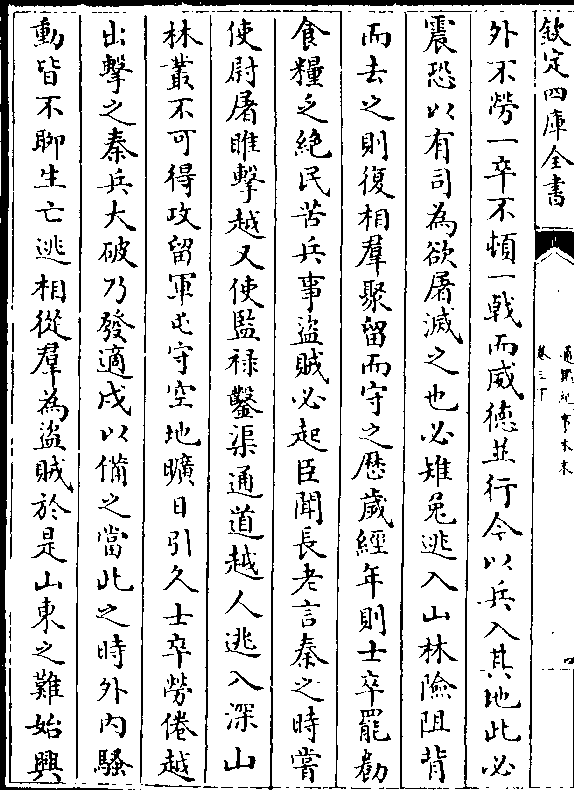 欽定四庫全書
通鑑紀事本末
卷三下
外不勞一卒不頓一戟而威徳並行今以兵入其地此必
震恐以有司為欲屠滅之也必雉兔逃入山林險阻背
而去之則復相羣聚留而守之歴歲經年則士卒罷勌
食糧乏絶民苦兵事盜賊必起臣聞長老言秦之時嘗
使尉屠睢擊越又使監禄鑿渠通道越人逃入深山
林叢不可得攻留軍屯守空地曠日引久士卒勞倦越
出擊之秦兵大破乃發適戍以備之當此之時外内騷
動皆不聊生亡逃相從羣為盜賊於是山東之難始興